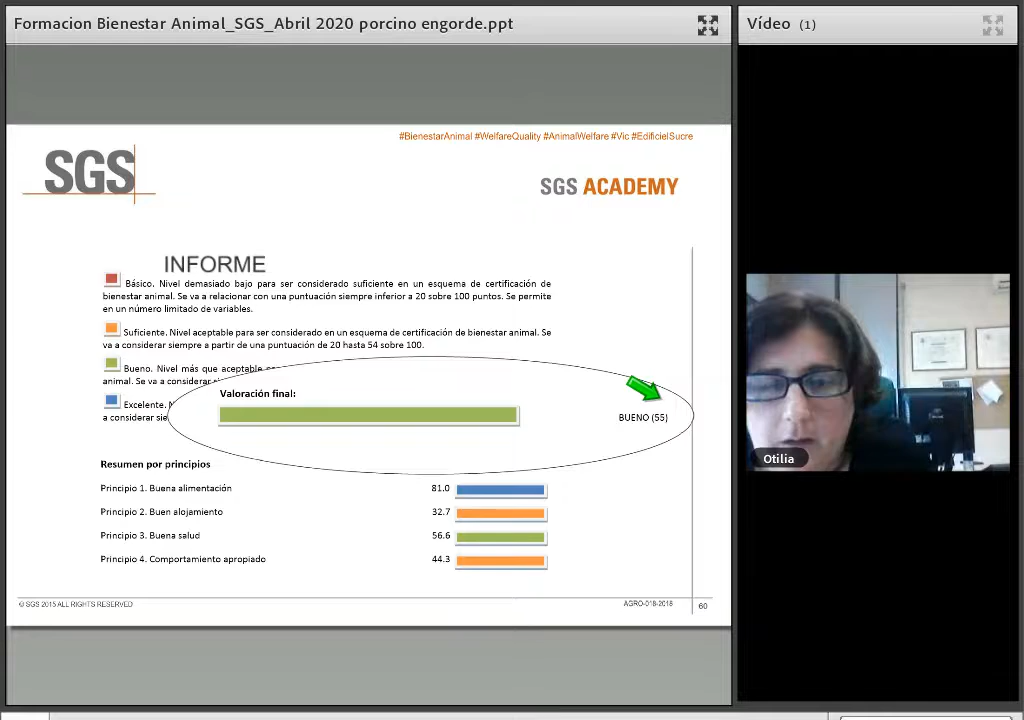 Formacion Bienestar Animal_SGS_Abril 2020 porcino engorde.ppt
Vídeo (1)
#BienestarAnimal #WelfareQuality #AnimalWelfare #Vic #EdificielSucre
SGS
SGS ACADEMY
INFORME
Básico. Nivel demasiado bajo para ser considerado suficiente en un esquema de certificación de
bienestar animal. Se va a relacionar con una puntuación siempre inferior a 20 sobre 100 puntos. Se permite
en un número limitado de variables.
Suficiente. Nivel aceptable para ser considerado en un esquema de certificación de bienestar animal. Se
va a considerar siempre a partir de una puntuación de 20 hasta 54 sobre 100.
Bueno. Nivel más que aceptable
animal. Se va a considerar
Excelente.
a considerar
Valoración final:
BUENO (55)
Resumen por principios
Principio 1. Buena alimentación 81.0
Principio 2. Buen alojamiento 32.7
Principio 3. Buena salud 56.6
Principio 4. Comportamiento apropiado 44.3
© SGS 2015 ALL RIGHTS RESERVED
AGRO-018-2018
60
Otilia